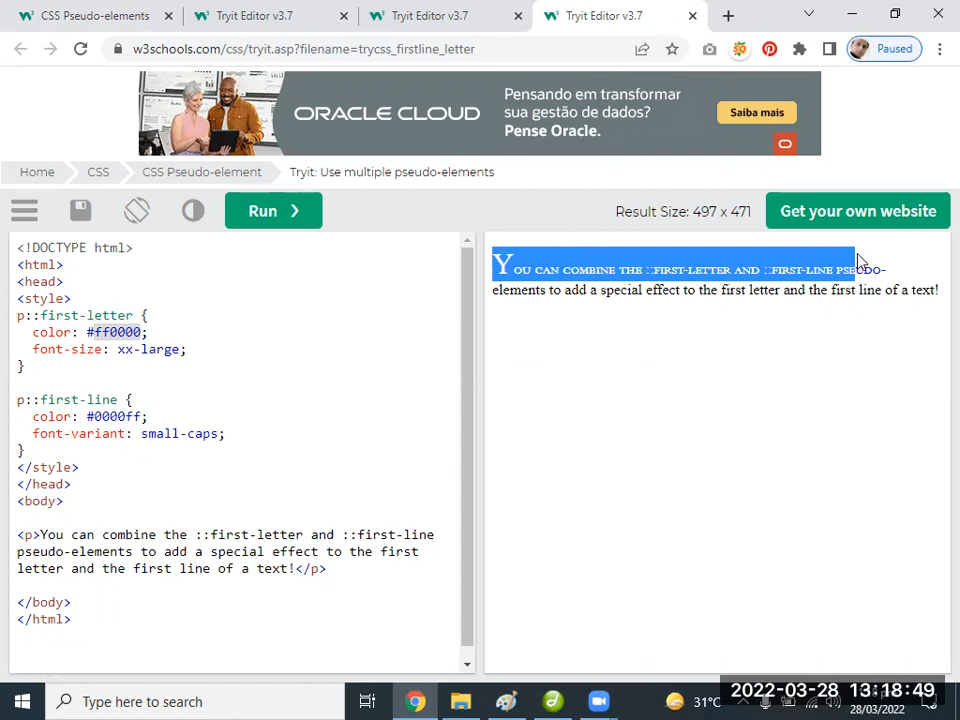 CSS Pseudo-elements
Tryit Editor v3.7
Tryit Editor v3.7
Tryit Editor v3.7
w3schools.com/css/tryit.asp?filename=trycss_firstline_letter
Paused
ORACLE CLOUD
Pensando em transformar
sua gestão de dados?
Pense Oracle.
Saiba mais
Home
CSS
CSS Pseudo-element
Tryit: Use multiple pseudo-elements
Run ❯
Result Size: 497 x 471
Get your own website
<!DOCTYPE html>
<html>
<head>
<style>
p::first-letter {
  color: #ff0000;
  font-size: xx-large;
}

p::first-line {
  color: #0000ff;
  font-variant: small-caps;
}
</style>
</head>
<body>

<p>You can combine the ::first-letter and ::first-line
pseudo-elements to add a special effect to the first
letter and the first line of a text!</p>

</body>
</html>
You can combine the ::first-letter and ::first-line pseudo-
elements to add a special effect to the first letter and the first line of a text!
Type here to search
31°C
2022-03-28 13:18:49
28/03/2022